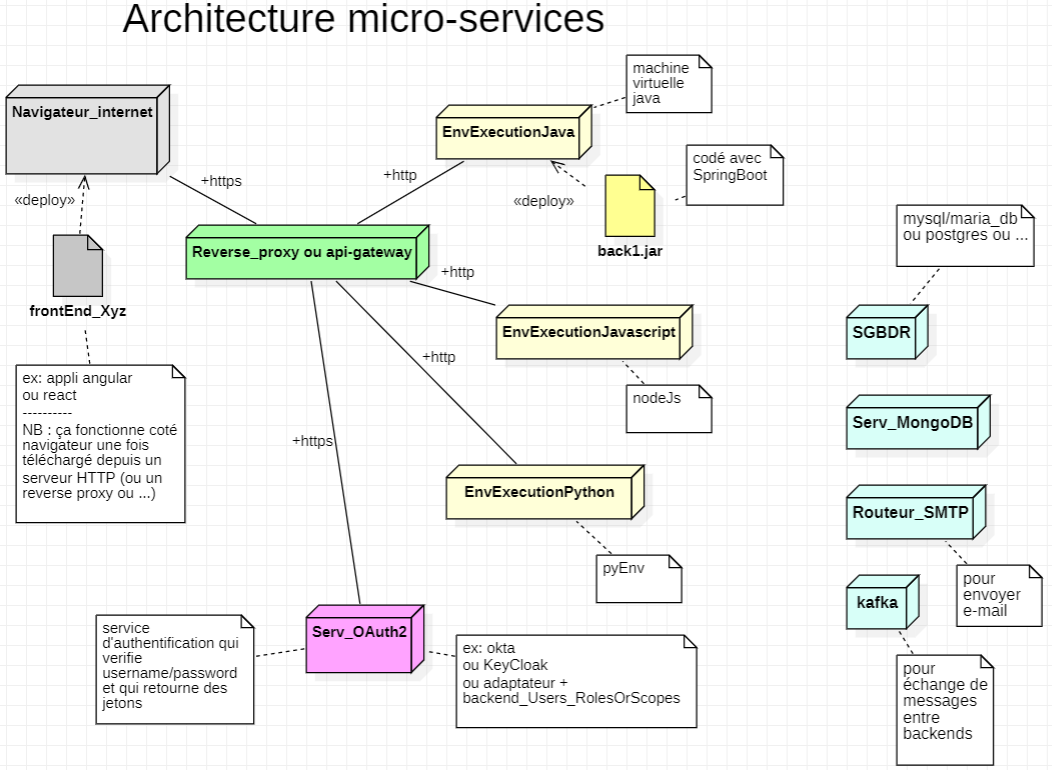 Architecture micro-services
Navigateur_internet
+https
«deploy»
frontEnd_Xyz
ex: appli angular
ou react
----------
NB : ça fonctionne coté
navigateur une fois
téléchargé depuis un
serveur HTTP (ou un
reverse proxy ou ...)
Reverse_proxy ou api-gateway
+http
EnvExecutionJava
machine
virtuelle
java
«deploy»
back1.jar
codé avec
SpringBoot
+http
EnvExecutionJavascript
nodeJs
+http
EnvExecutionPython
pyEnv
+https
Serv_OAuth2
service
d'authentification qui
verifie
username/password
et qui retourne des
jetons
ex: okta
ou KeyCloak
ou adaptateur +
backend_Users_RolesOrScopes
mysql/maria_db
ou postgres ou ...
SGBDR
Serv_MongoDB
Routeur_SMTP
pour
envoyer
e-mail
kafka
pour
échange de
messages
entre
backends